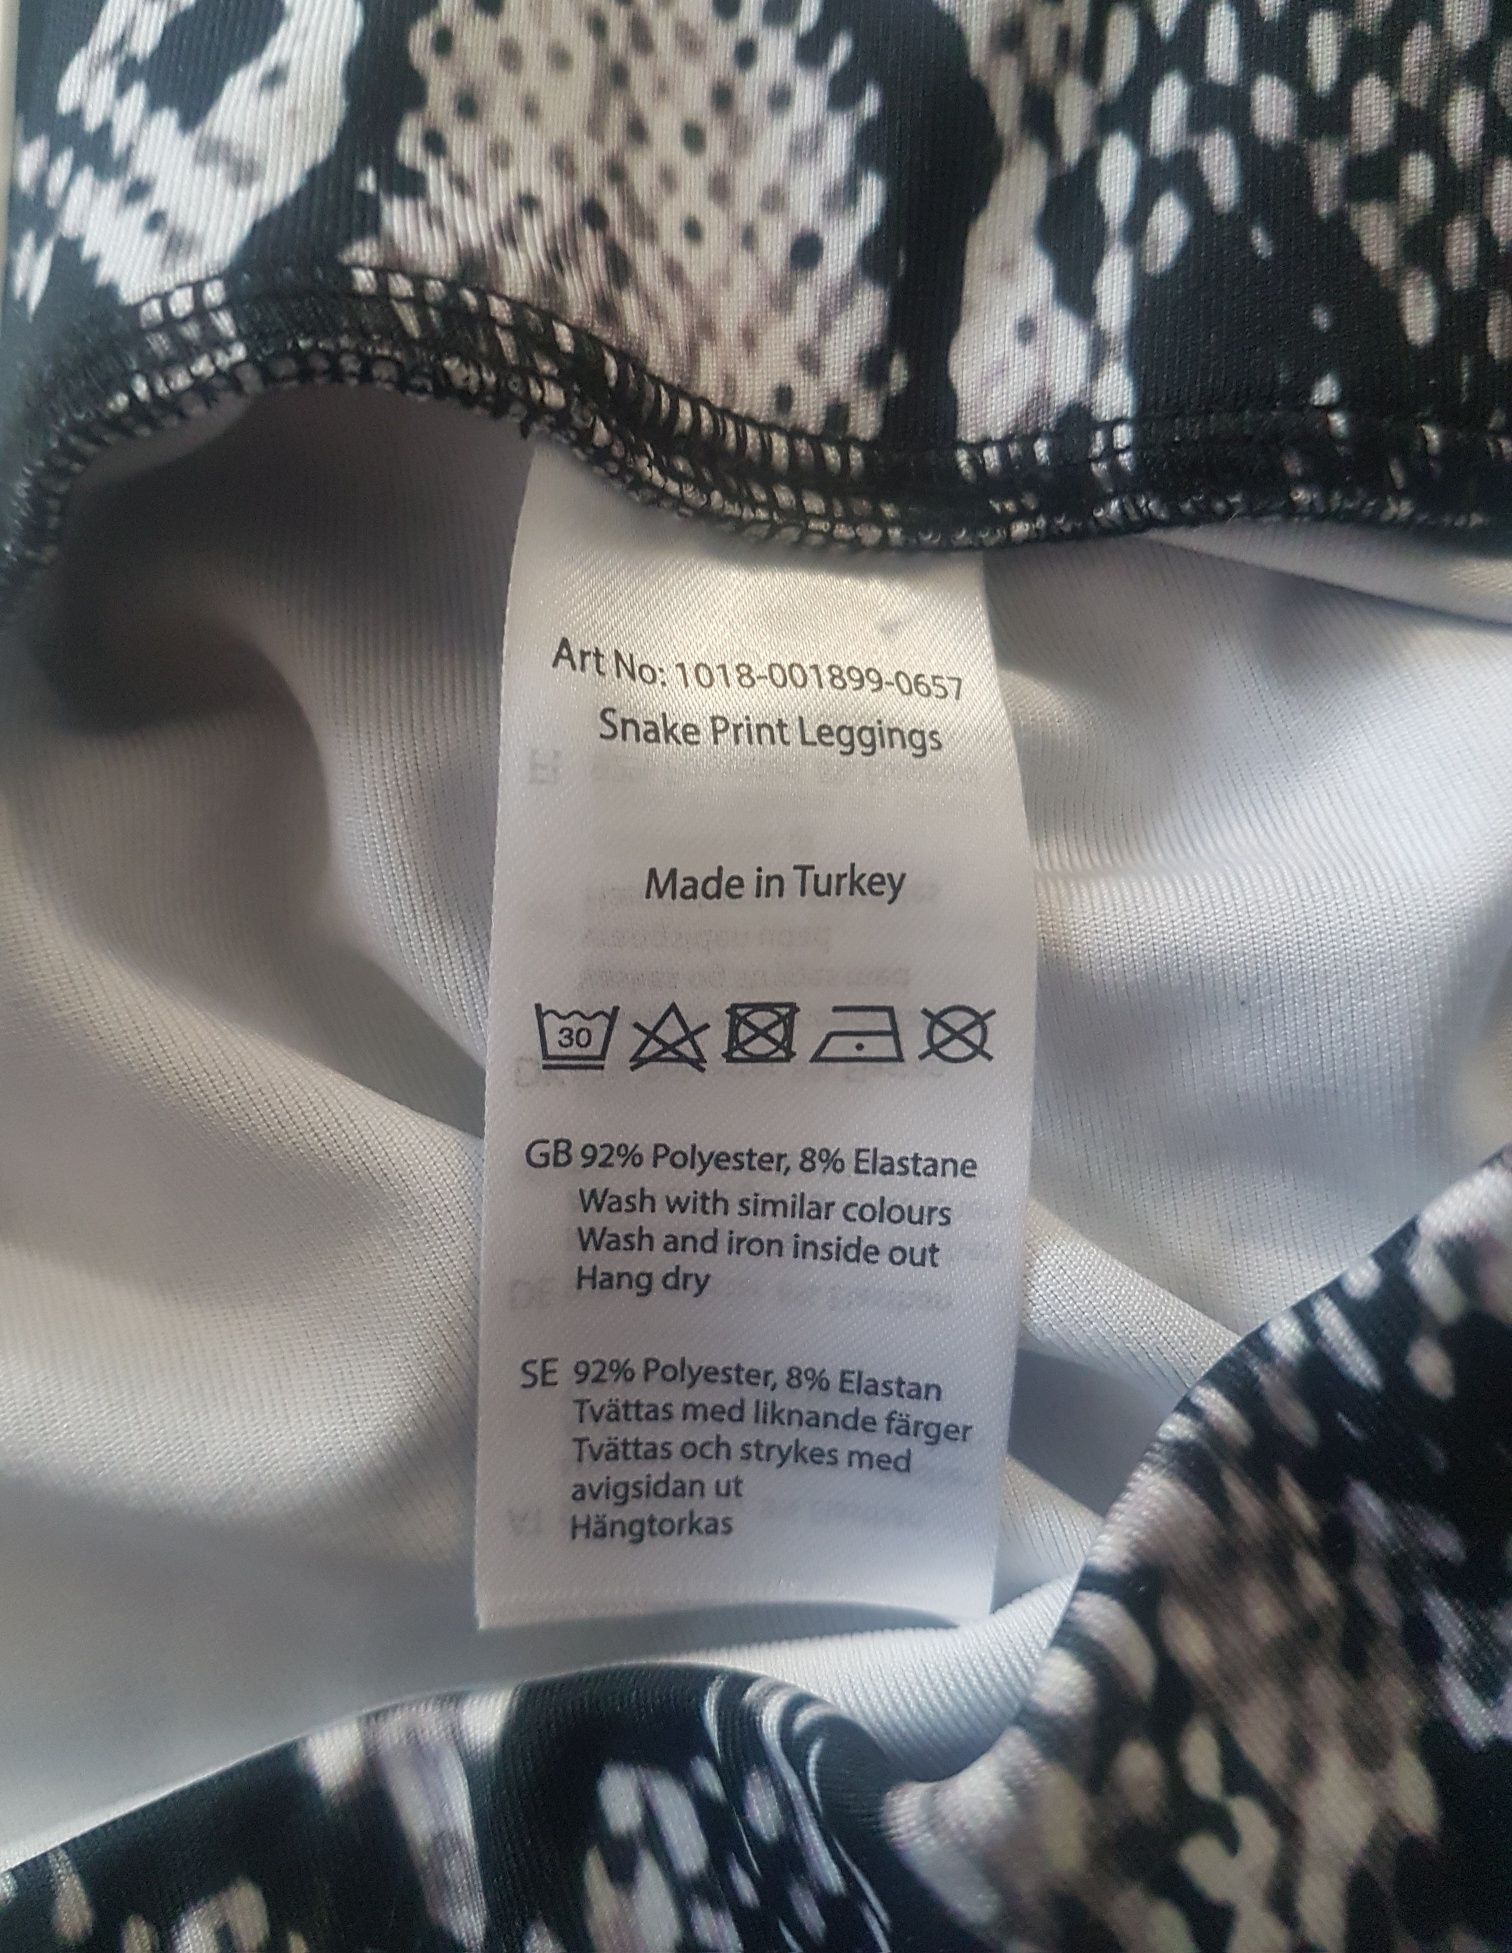 Art No: 1018-001899-0657
Snake Print Leggings
Made in Turkey
30
GB 92% Polyester, 8% Elastane
Wash with similar colours
Wash and iron inside out
Hang dry
SE 92% Polyester, 8% Elastan
Tvättas med liknande färger
Tvättas och strykes med
avigsidan ut
Hängtorkas